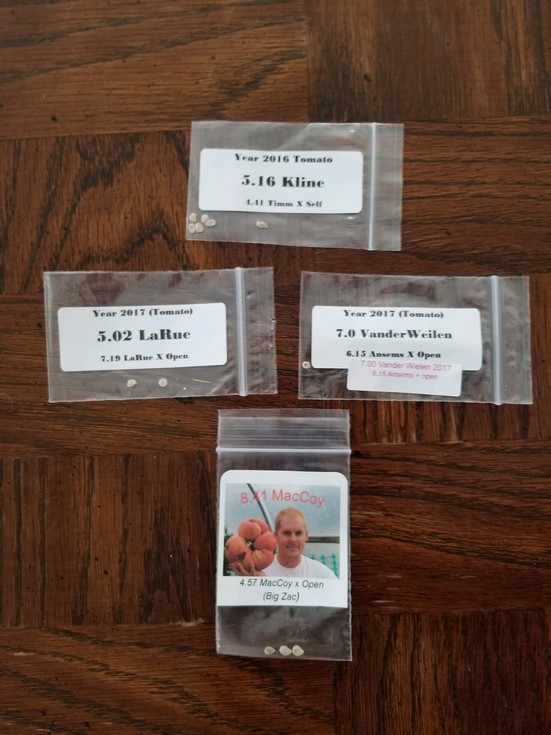 Year 2016 Tomato
5.16 Kline
4.41 Timm X Self
Year 2017 (Tomato)
5.02 LaRue
7.19 LaRue X Open
Year 2017 (Tomato)
7.0 VanderWeilen
6.15 Ansems X Open
7.00 Vander Wielen 2017
6.15 Ansems + open
8.41 MacCoy
4.57 MacCoy x Open
(Big Zac)